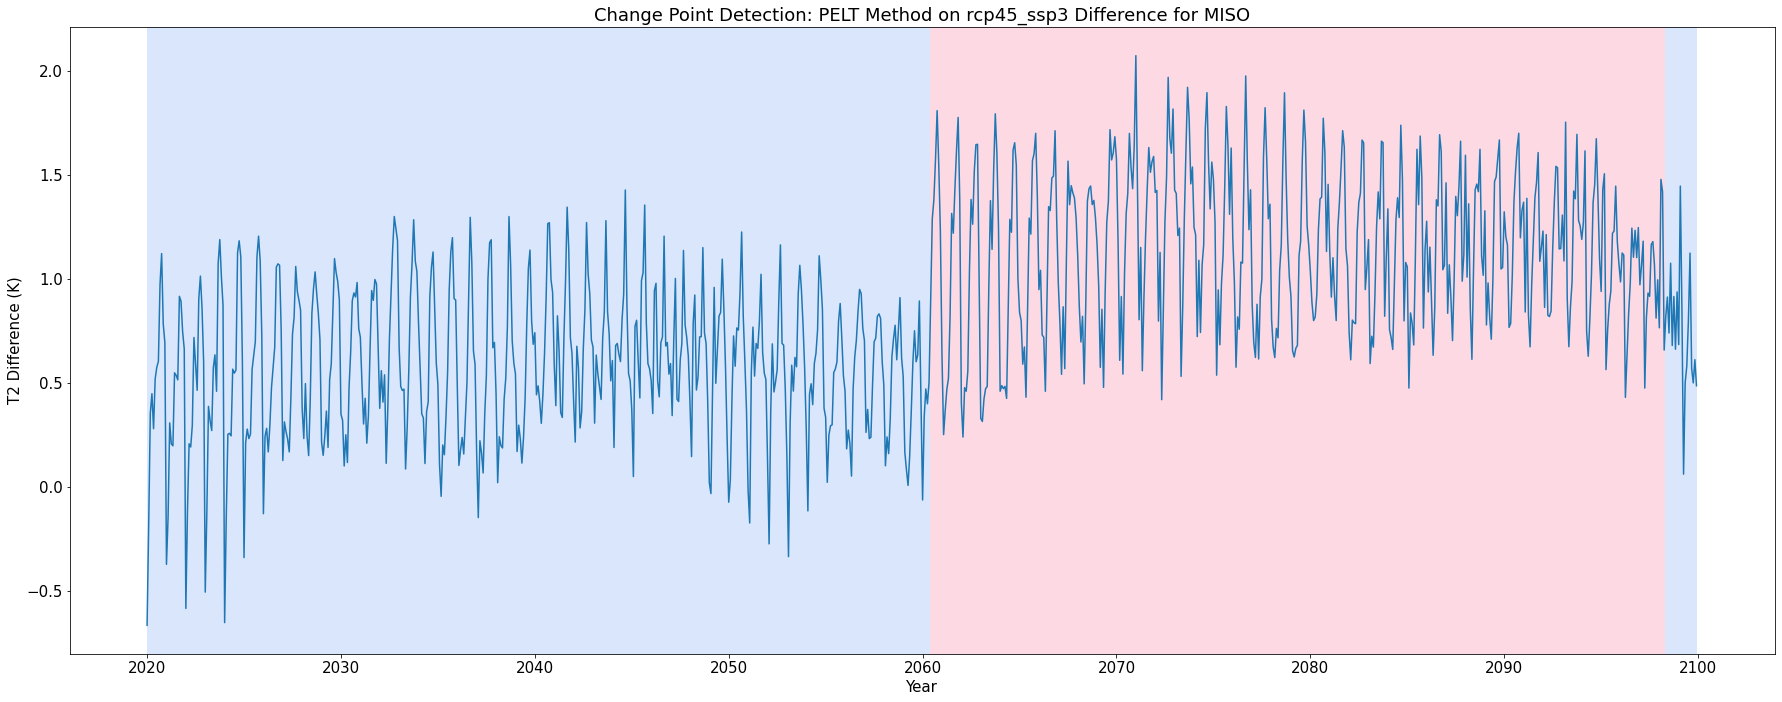 Change Point Detection: PELT Method on rcp45_ssp3 Difference for MISO
T2 Difference (K)
2.0
1.5
1.0
0.5
0.0
−0.5
2020 2030 2040 2050 2060 2070 2080 2090 2100
Year